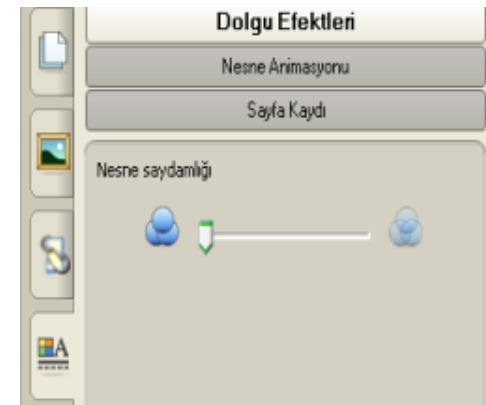 Dolgu Efektleri
Nesne Animasyonu
Sayfa Kaydı
Nesne saydamlığı
A